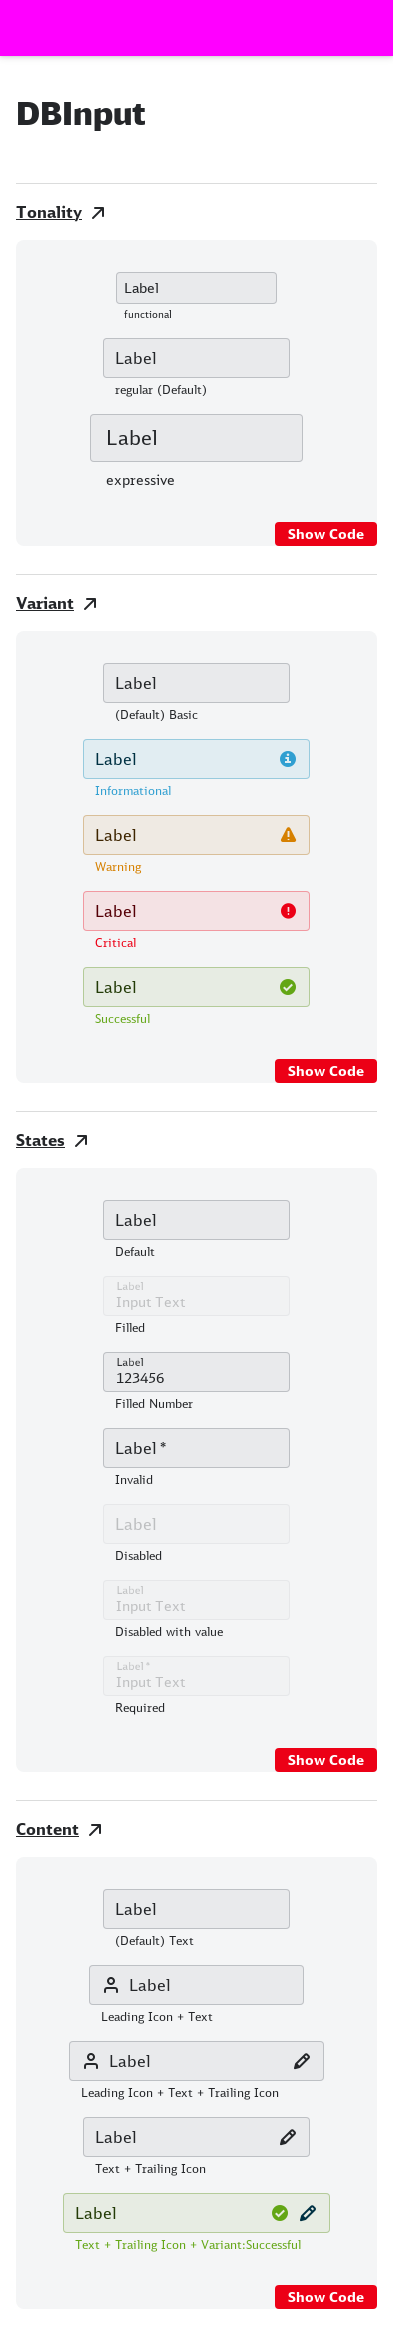 DBInput
Tonality
Label
functional
Label
regular (Default)
Label
expressive
Show Code
Variant
Label
(Default) Basic
Label
Informational
Label
Warning
Label
Critical
Label
Successful
Show Code
States
Label
Default
Label
Input Text
Filled
Label
123456
Filled Number
Label *
Invalid
Label
Disabled
Label
Input Text
Disabled with value
Label *
Input Text
Required
Show Code
Content
Label
(Default) Text
Label
Leading Icon + Text
Label
Leading Icon + Text + Trailing Icon
Label
Text + Trailing Icon
Label
Text + Trailing Icon + Variant:Successful
Show Code